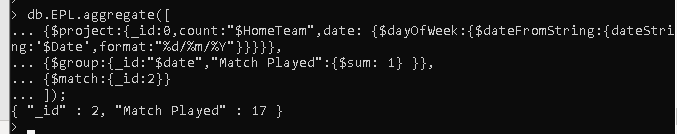 > db.EPL.aggregate([
... {$project:{_id:0,count:"$HomeTeam",date: {$dayOfWeek:{$dateFromString:{dateStri
ng:'$Date',format:"%d/%m/%Y"}}}}},
... {$group:{_id:"$date","Match Played":{$sum: 1} }},
... {$match:{_id:2}}
... ]);
{ "_id" : 2, "Match Played" : 17 }
>